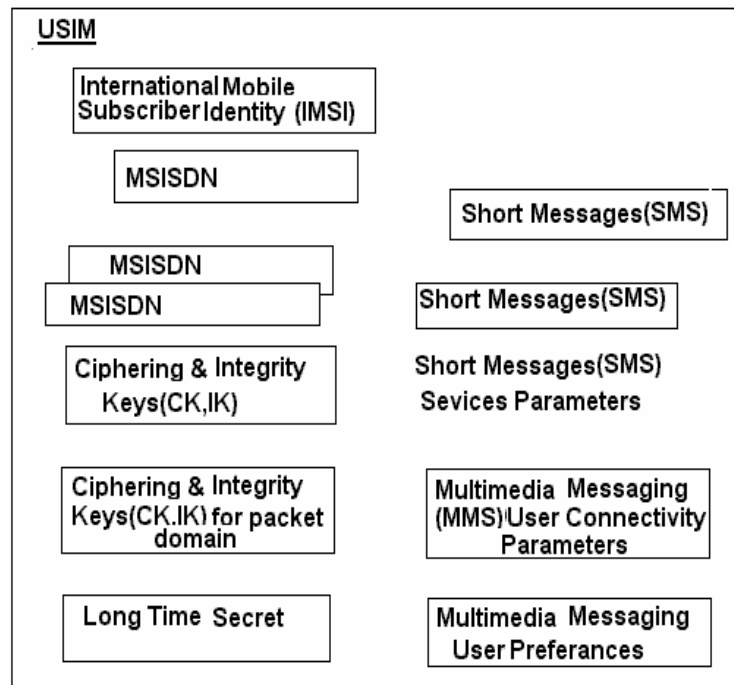 USIM
International Mobile
Subscriber Identity (IMSI)
MSISDN
Short Messages(SMS)
MSISDN
MSISDN
Short Messages(SMS)
Ciphering & Integrity
Keys(CK,IK)
Short Messages(SMS)
Sevices Parameters
Ciphering & Integrity
Keys(CK.IK) for packet
domain
Multimedia Messaging
(MMS) User Connectivity
Parameters
Long Time Secret
Multimedia Messaging
User Preferances